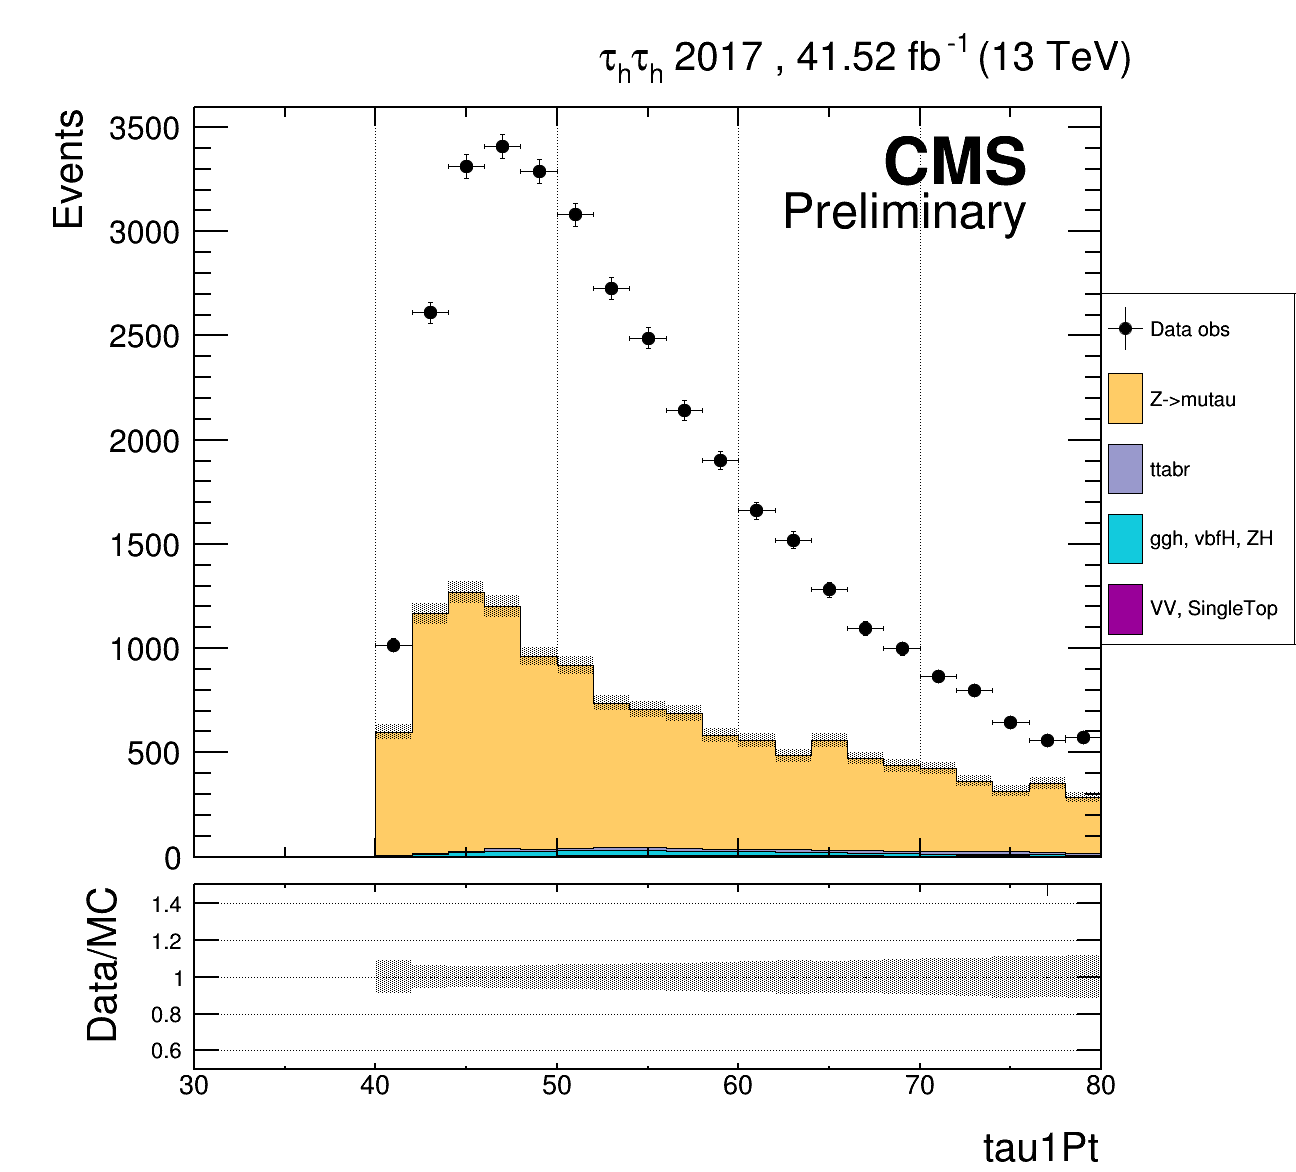 τhτh 2017 , 41.52 fb-1 (13 TeV)
Events
3500
3000
2500
2000
1500
1000
500
0
CMS
Preliminary
Data obs
Z->mutau
ttabr
ggh, vbfH, ZH
VV, SingleTop
Data/MC
1.4
1.2
1
0.8
0.6
30 40 50 60 70 80
tau1Pt